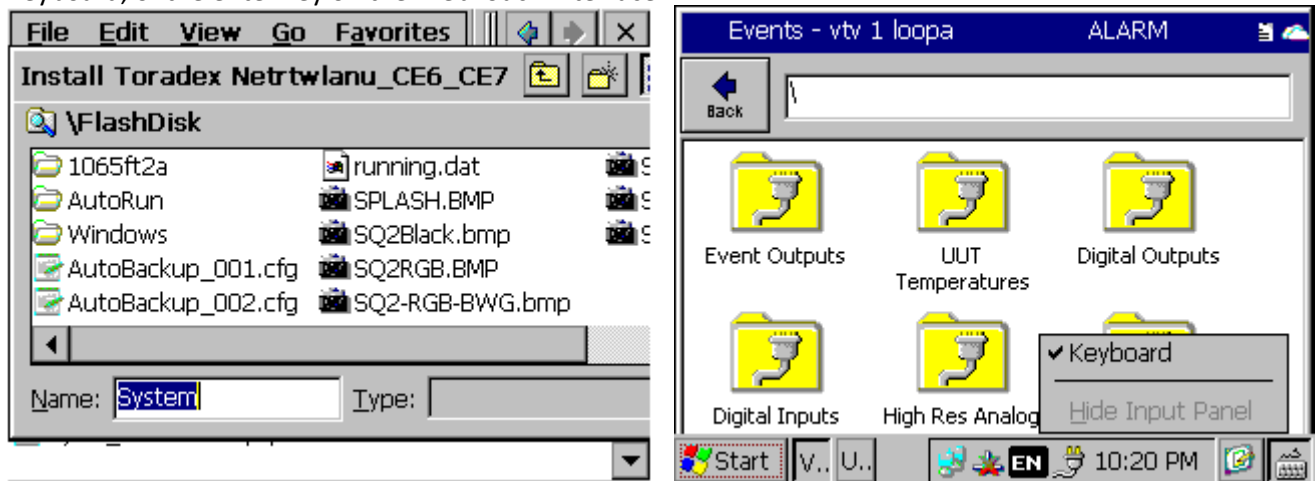 File Edit View Go Favorites
Install Toradex Netrtwlanu_CE6_CE7
\FlashDisk
1065ft2a
AutoRun
Windows
AutoBackup_001.cfg
AutoBackup_002.cfg
running.dat
SPLASH.BMP
SQ2Black.bmp
SQ2RGB.BMP
SQ2-RGB-BWG.bmp
Name: System Type:
Events - vtv 1 loopa ALARM
Back \
Event Outputs
UUT
Temperatures
Digital Outputs
Digital Inputs
High Res Analog
Keyboard
Hide Input Panel
Start V.. U.. EN 10:20 PM